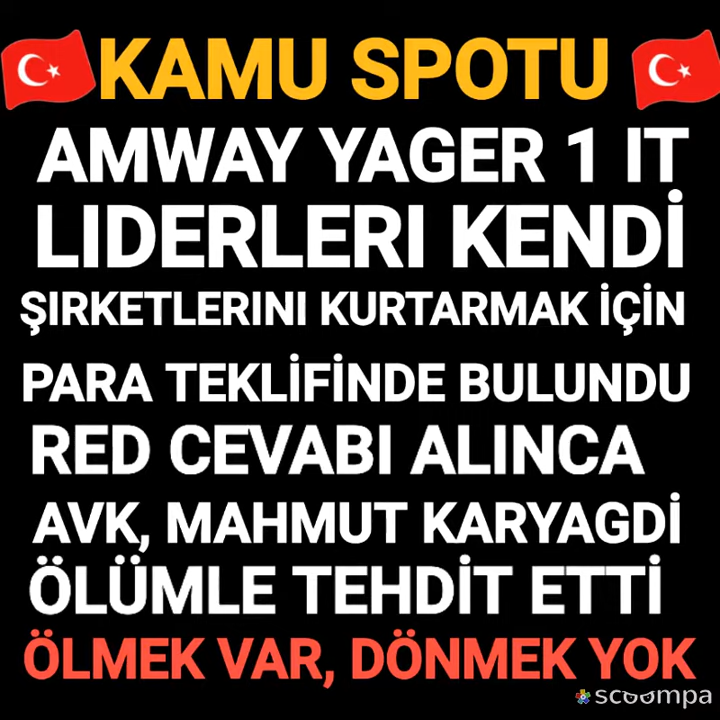 KAMU SPOTU
AMWAY YAGER 1 IT
LIDERLERI KENDİ
ŞIRKETLERINI KURTARMAK İÇİN
PARA TEKLİFİNDE BULUNDU
RED CEVABI ALINCA
AVK, MAHMUT KARYAGDİ
ÖLÜMLE TEHDİT ETTİ
ÖLMEK VAR, DÖNMEK YOK
scoompa